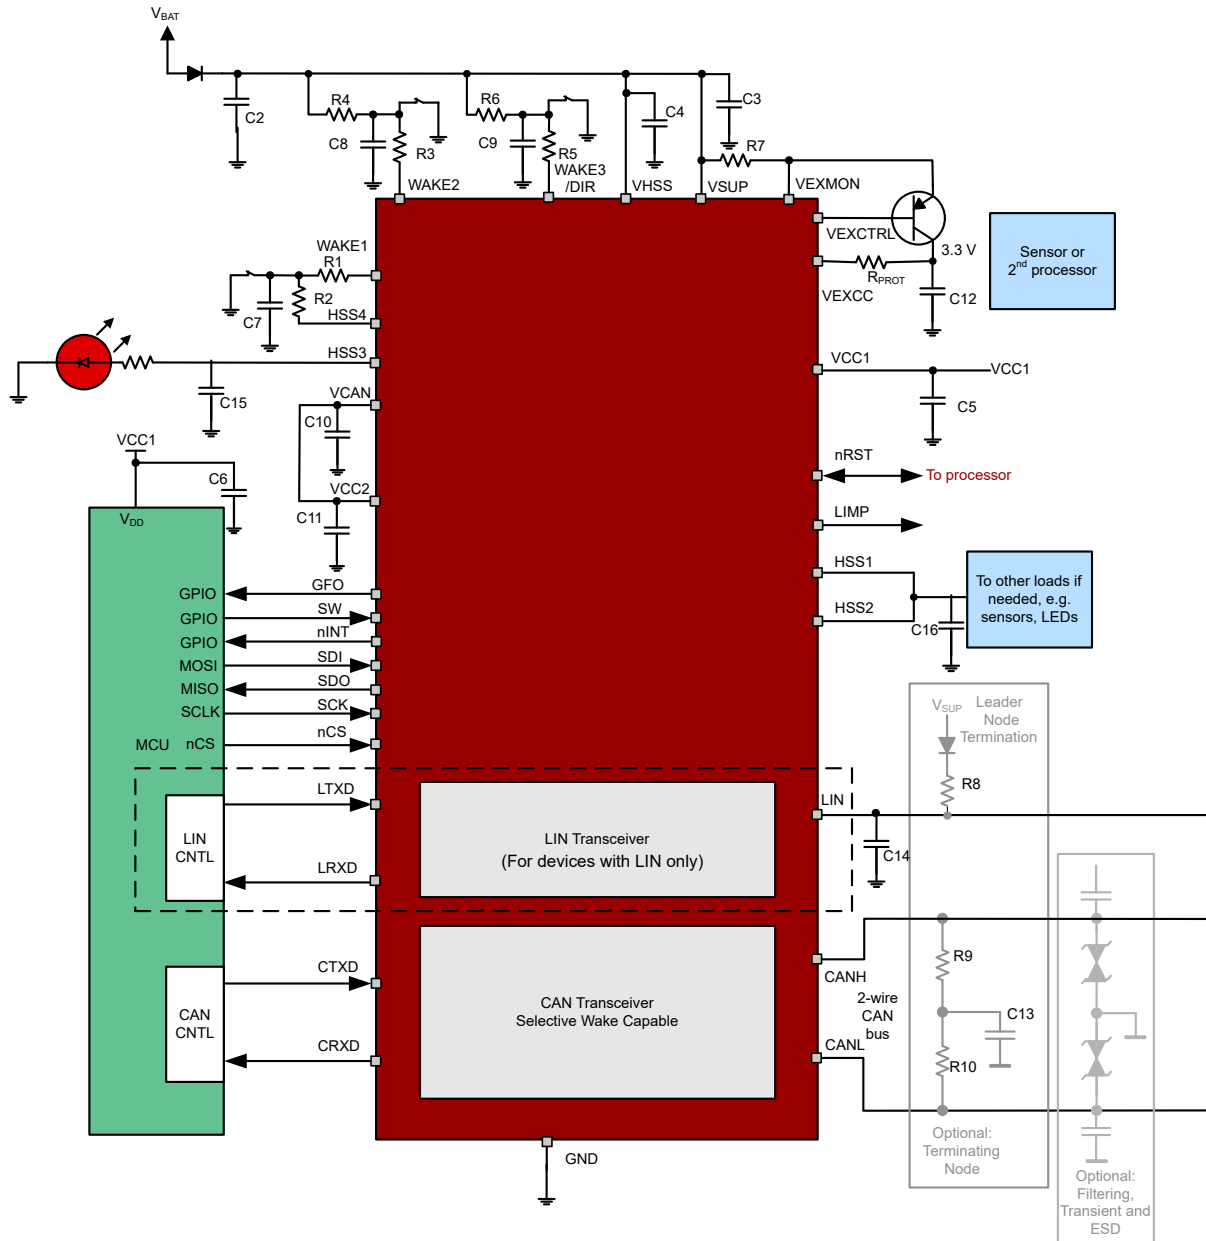 VBAT
C2
R4
C8
R3
WAKE2
R6
C9
R5
WAKE3
/DIR
C4
VHSS
C3
R7
VSUP
VEXMON
VEXCTRL
3.3 V
RPROT
VEXCC
C12
Sensor or
2nd processor
WAKE1
R1
R2
C7
HSS4
HSS3
C15
VCAN
C10
VCC2
C11
VCC1
VCC1
C5
nRST
To processor
LIMP
HSS1
HSS2
C16
To other loads if
needed, e.g.
sensors, LEDs
VCC1
C6
VDD
GPIO
GFO
GPIO
SW
GPIO
nINT
MOSI
SDI
MISO
SDO
SCLK
SCK
MCU
nCS
nCS
LIN
CNTL
LTXD
LRXD
LIN Transceiver
(For devices with LIN only)
LIN
C14
VSUP
Leader
Node
Termination
R8
CAN
CNTL
CTXD
CRXD
CAN Transceiver
Selective Wake Capable
CANH
2-wire
CAN
bus
CANL
R9
C13
R10
Optional:
Terminating
Node
Optional:
Filtering,
Transient and
ESD
GND